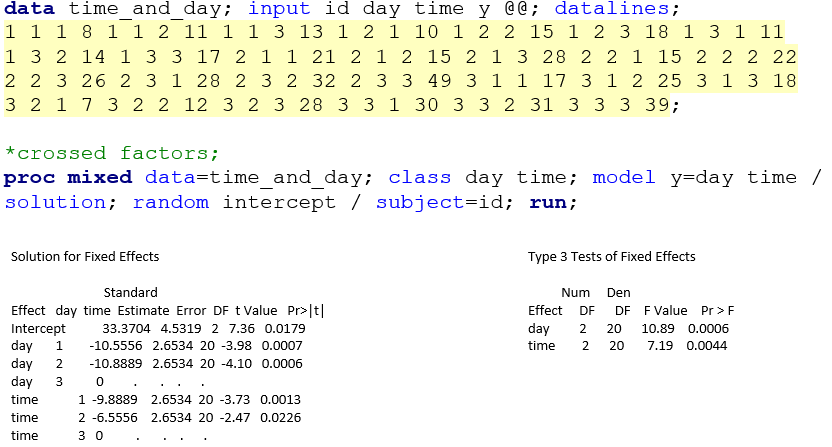 data time_and_day; input id day time y @@; datalines;
1 1 1 8 1 1 2 11 1 1 3 13 1 2 1 10 1 2 2 15 1 2 3 18 1 3 1 11
1 3 2 14 1 3 3 17 2 1 1 21 2 1 2 15 2 1 3 28 2 2 1 15 2 2 2 22
2 2 3 26 2 3 1 28 2 3 2 32 2 3 3 49 3 1 1 17 3 1 2 25 3 1 3 18
3 2 1 7 3 2 2 12 3 2 3 28 3 3 1 30 3 3 2 31 3 3 3 39;
*crossed factors;
proc mixed data=time_and_day; class day time; model y=day time /
solution; random intercept / subject=id; run;
Solution for Fixed Effects
Standard
Effect day time Estimate Error DF t Value Pr>|t|
Intercept 33.3704 4.5319 2 7.36 0.0179
day 1 -10.5556 2.6534 20 -3.98 0.0007
day 2 -10.8889 2.6534 20 -4.10 0.0006
day 3 0 . . . .
time 1 -9.8889 2.6534 20 -3.73 0.0013
time 2 -6.5556 2.6534 20 -2.47 0.0226
time 3 0 . . . .
Type 3 Tests of Fixed Effects
Num Den
Effect DF DF F Value Pr > F
day 2 20 10.89 0.0006
time 2 20 7.19 0.0044